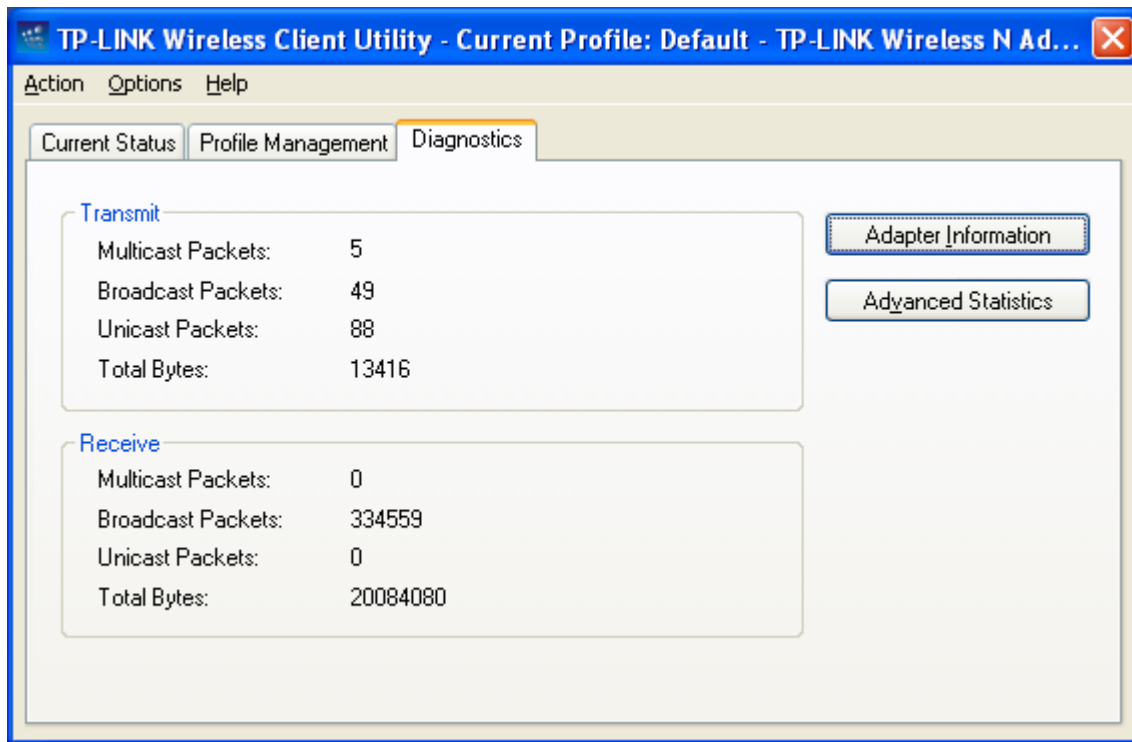 TP-LINK Wireless Client Utility - Current Profile: Default - TP-LINK Wireless N Ad...
Action Options Help
Current Status Profile Management Diagnostics
Transmit
Multicast Packets: 5
Broadcast Packets: 49
Unicast Packets: 88
Total Bytes: 13416
Adapter Information
Advanced Statistics
Receive
Multicast Packets: 0
Broadcast Packets: 334559
Unicast Packets: 0
Total Bytes: 20084080